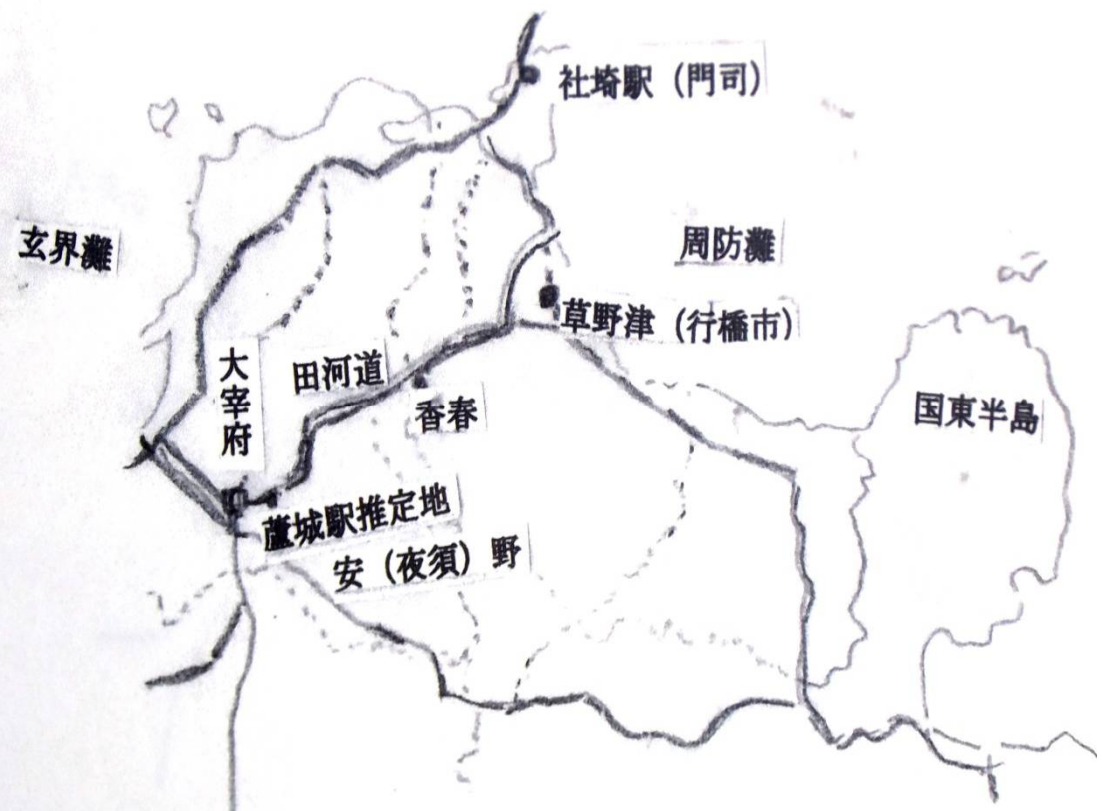 社埼駅（門司）
玄界灘
周防灘
草野津（行橋市）
大宰府
田河道
香春
国東半島
蘆城駅推定地
安（夜須）野